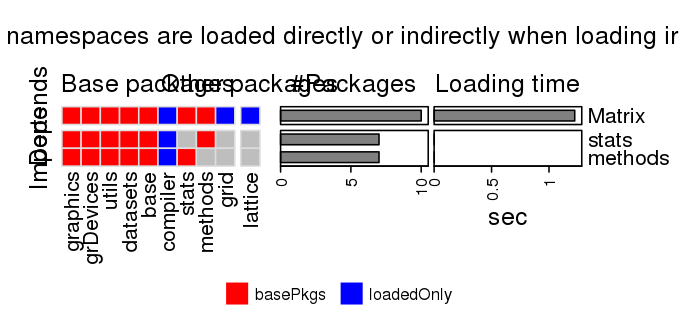 namespaces are loaded directly or indirectly when loading ir
Base packages
Other packages
#Packages
Loading time
Depends
Imports
Matrix
stats
methods
graphics
grDevices
utils
datasets
base
compiler
stats
methods
grid
lattice
0
5
10
0
0.5
1
sec
basePkgs
loadedOnly